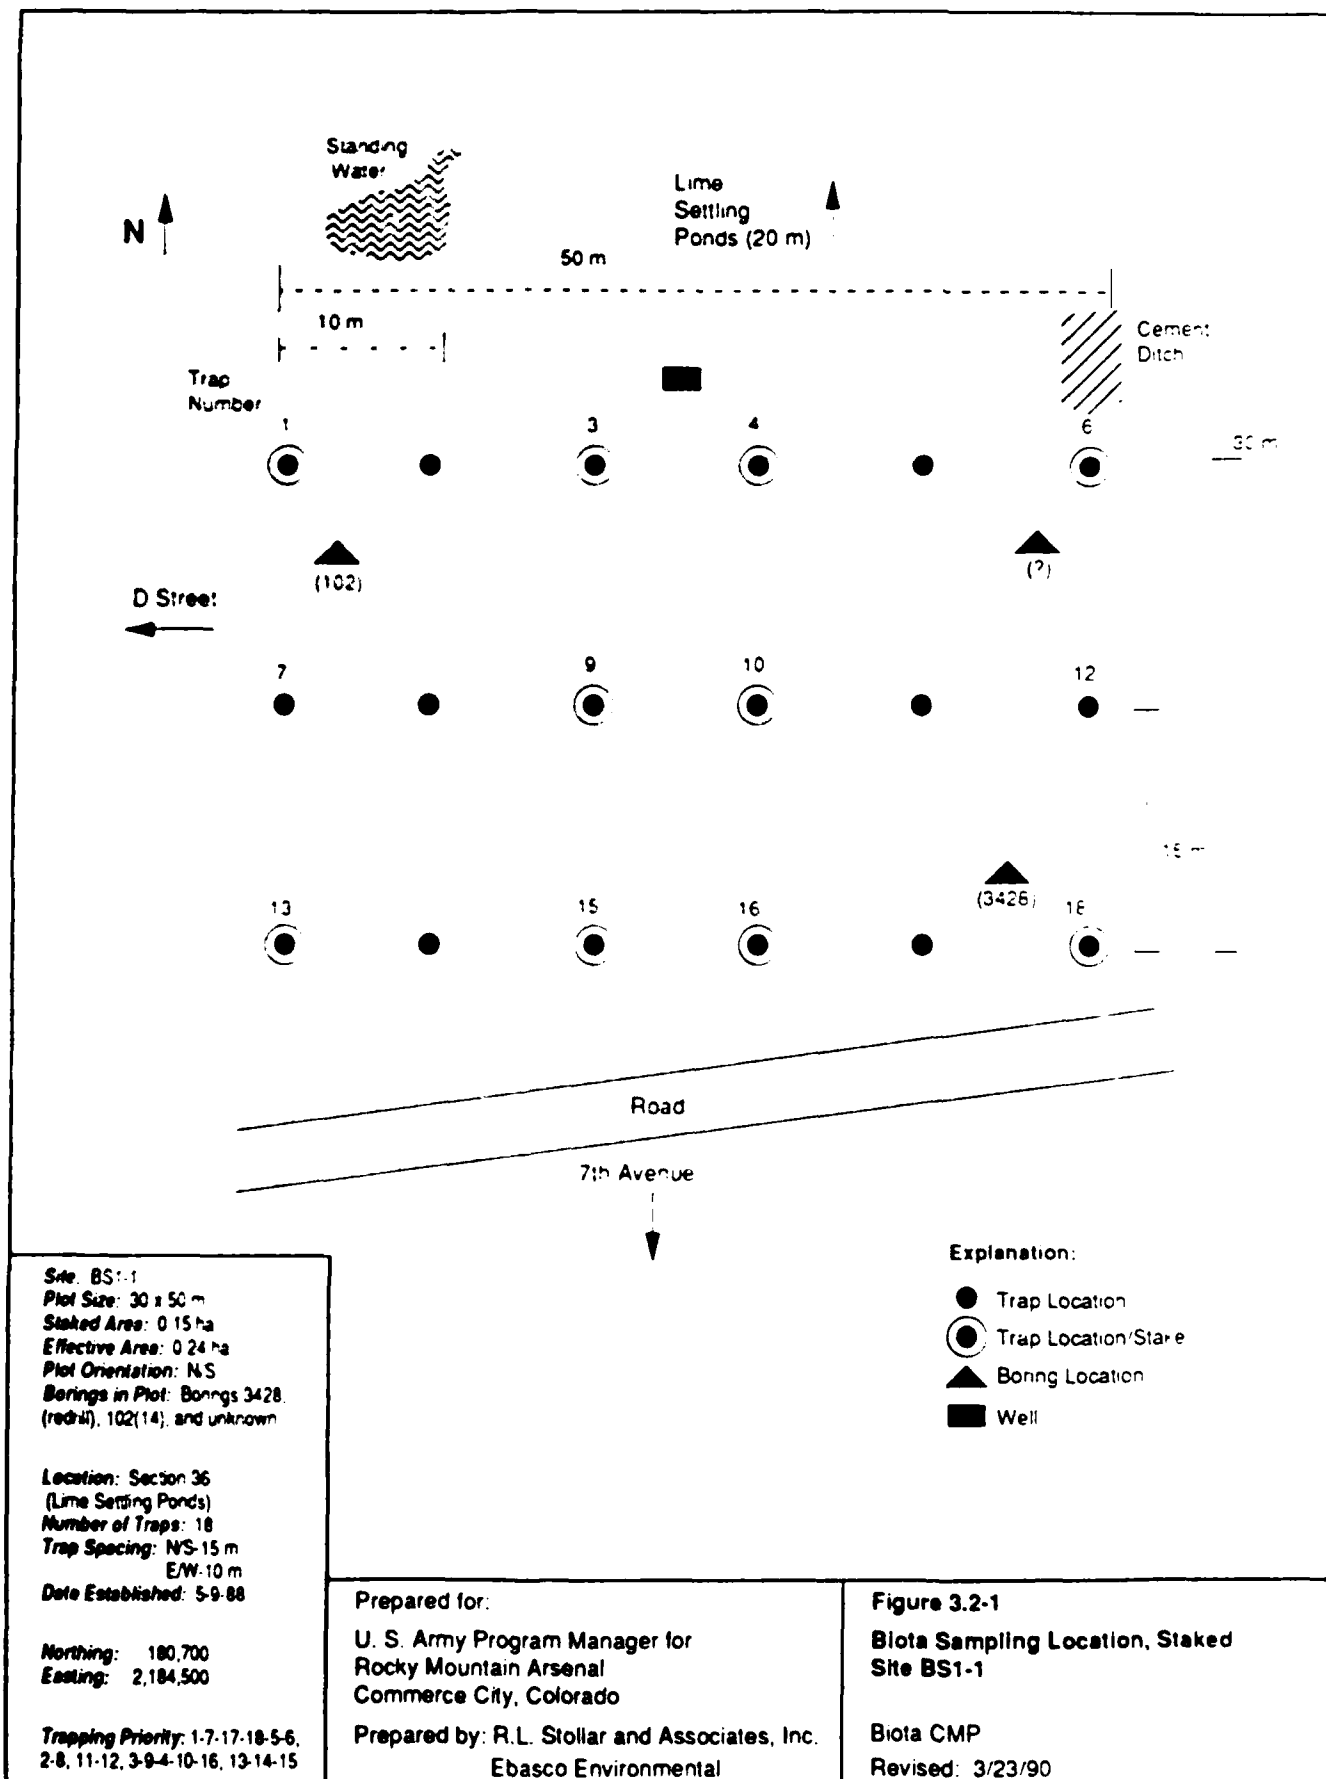 Standing
Water
N
Lime
Settling
Ponds (20 m)
50 m
10 m
Cement
Ditch
Trap
Number
1
3
4
6
30 m
(102)
(?)
D Street
7
9
10
12
15 m
(3428)
13
15
16
18
Road
7th Avenue
Explanation:
Trap Location
Trap Location/Stake
Boring Location
Well
Site: BS1-1
Plot Size: 30 x 50 m
Staked Area: 0.15 ha
Effective Area: 0.24 ha
Plot Orientation: N/S
Borings in Plot: Borings 3428,
(redrill), 102(14), and unknown
Location: Section 36
(Lime Settling Ponds)
Number of Traps: 18
Trap Spacing: N/S-15 m
E/W-10 m
Date Established: 5-9-88
Northing: 180,700
Easting: 2,184,500
Trapping Priority: 1-7-17-18-5-6,
2-8, 11-12, 3-9-4-10-16, 13-14-15
Prepared for:
U. S. Army Program Manager for
Rocky Mountain Arsenal
Commerce City, Colorado
Prepared by: R.L. Stollar and Associates, Inc.
Ebasco Environmental
Figure 3.2-1
Biota Sampling Location, Staked
Site BS1-1
Biota CMP
Revised: 3/23/90